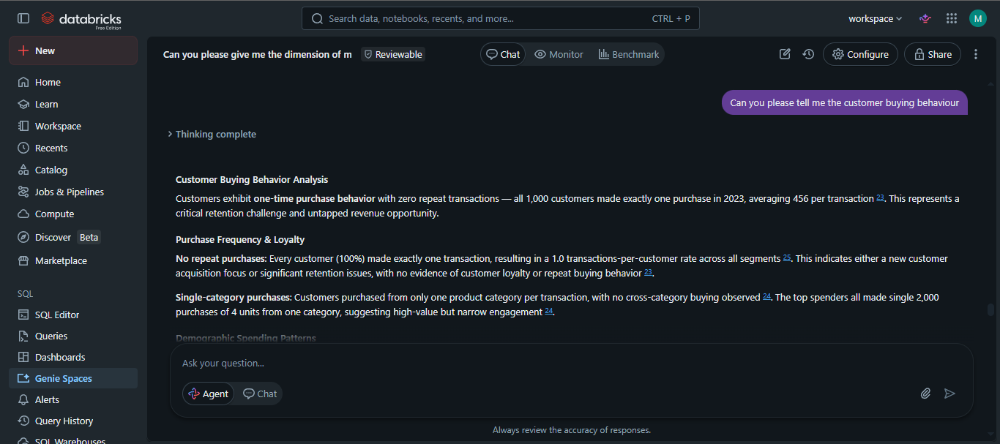 databricks
Free Edition
Search data, notebooks, recents, and more...
CTRL + P
workspace
M
New
Home
Learn
Workspace
Recents
Catalog
Jobs & Pipelines
Compute
Discover Beta
Marketplace
SQL
SQL Editor
Queries
Dashboards
Genie Spaces
Alerts
Query History
SQL Warehouses
Can you please give me the dimension of m
Reviewable
Chat
Monitor
Benchmark
Configure
Share
Can you please tell me the customer buying behaviour
Thinking complete
Customer Buying Behavior Analysis
Customers exhibit one-time purchase behavior with zero repeat transactions — all 1,000 customers made exactly one purchase in 2023, averaging 456 per transaction 23. This represents a
critical retention challenge and untapped revenue opportunity.
Purchase Frequency & Loyalty
No repeat purchases: Every customer (100%) made exactly one transaction, resulting in a 1.0 transactions-per-customer rate across all segments 25. This indicates either a new customer
acquisition focus or significant retention issues, with no evidence of customer loyalty or repeat buying behavior 23.
Single-category purchases: Customers purchased from only one product category per transaction, with no cross-category buying observed 24. The top spenders all made single 2,000
purchases of 4 units from one category, suggesting high-value but narrow engagement 24.
Demographic Spending Patterns
Ask your question...
Agent
Chat
Always review the accuracy of responses.